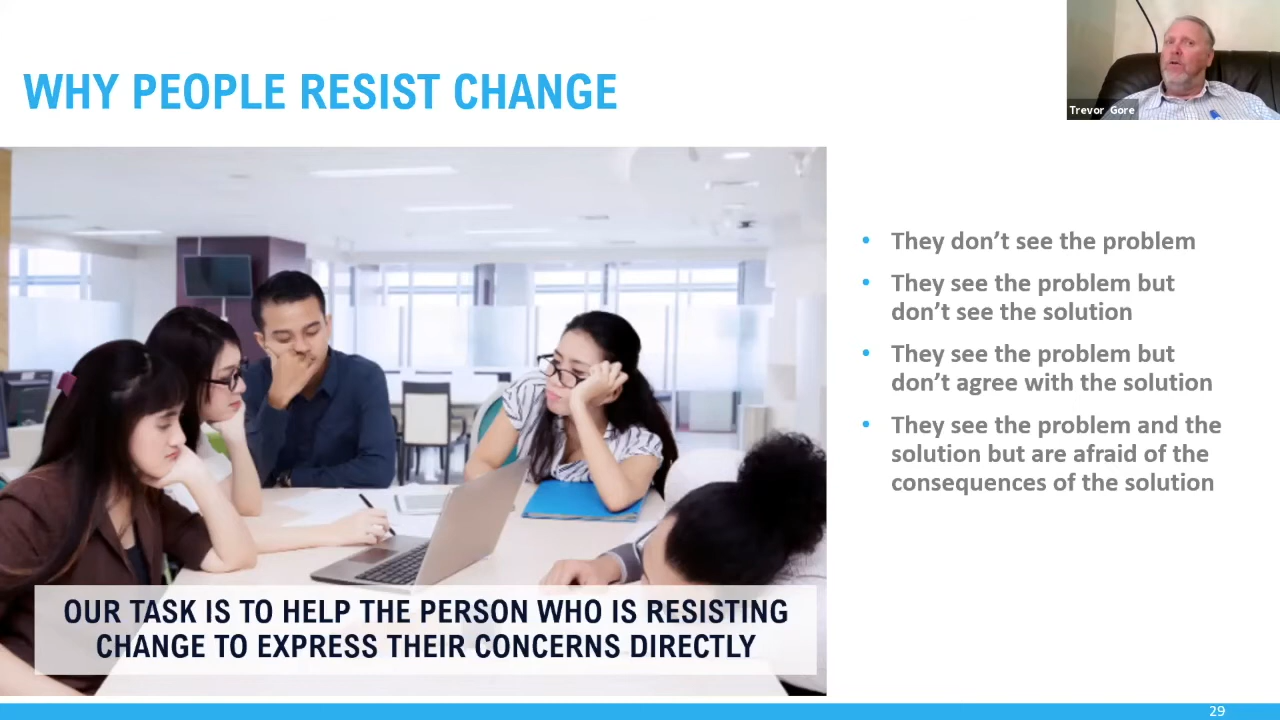 WHY PEOPLE RESIST CHANGE
Trevor Gore
• They don’t see the problem
• They see the problem but
don’t see the solution
• They see the problem but
don’t agree with the solution
• They see the problem and the
solution but are afraid of the
consequences of the solution
OUR TASK IS TO HELP THE PERSON WHO IS RESISTING
CHANGE TO EXPRESS THEIR CONCERNS DIRECTLY
29